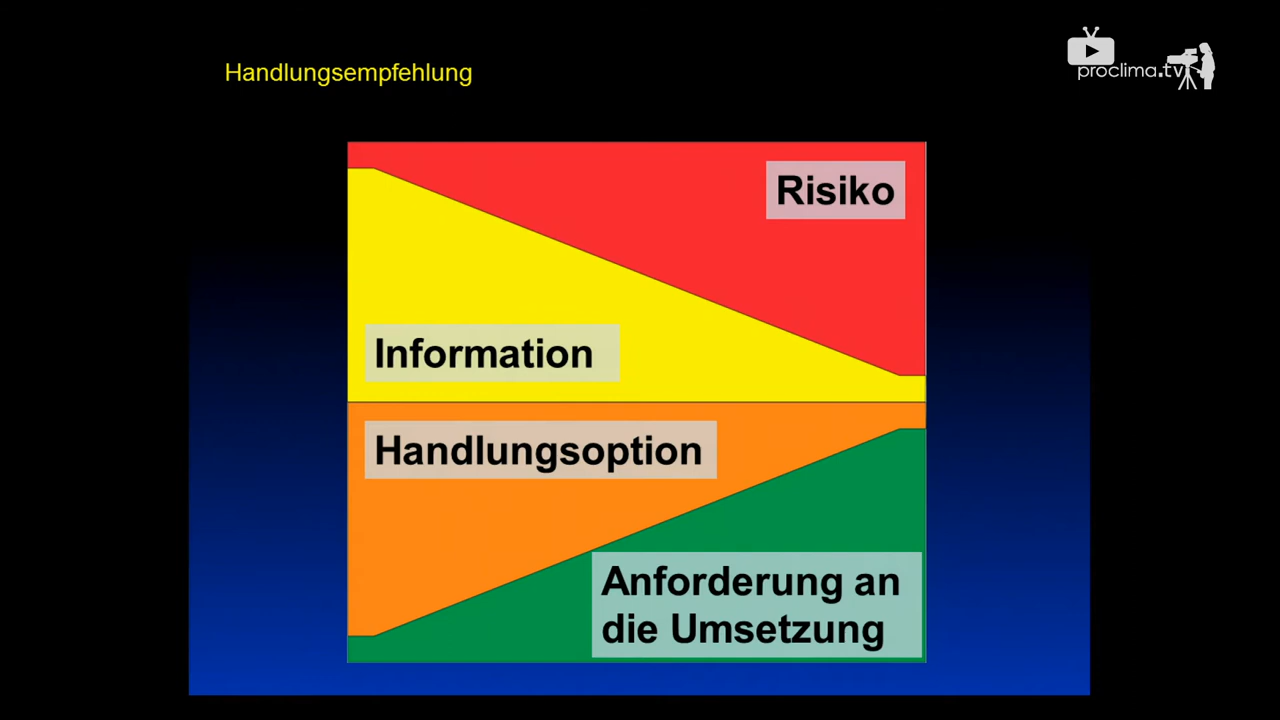 Handlungsempfehlung
proclima.tv
Risiko
Information
Handlungsoption
Anforderung an
die Umsetzung